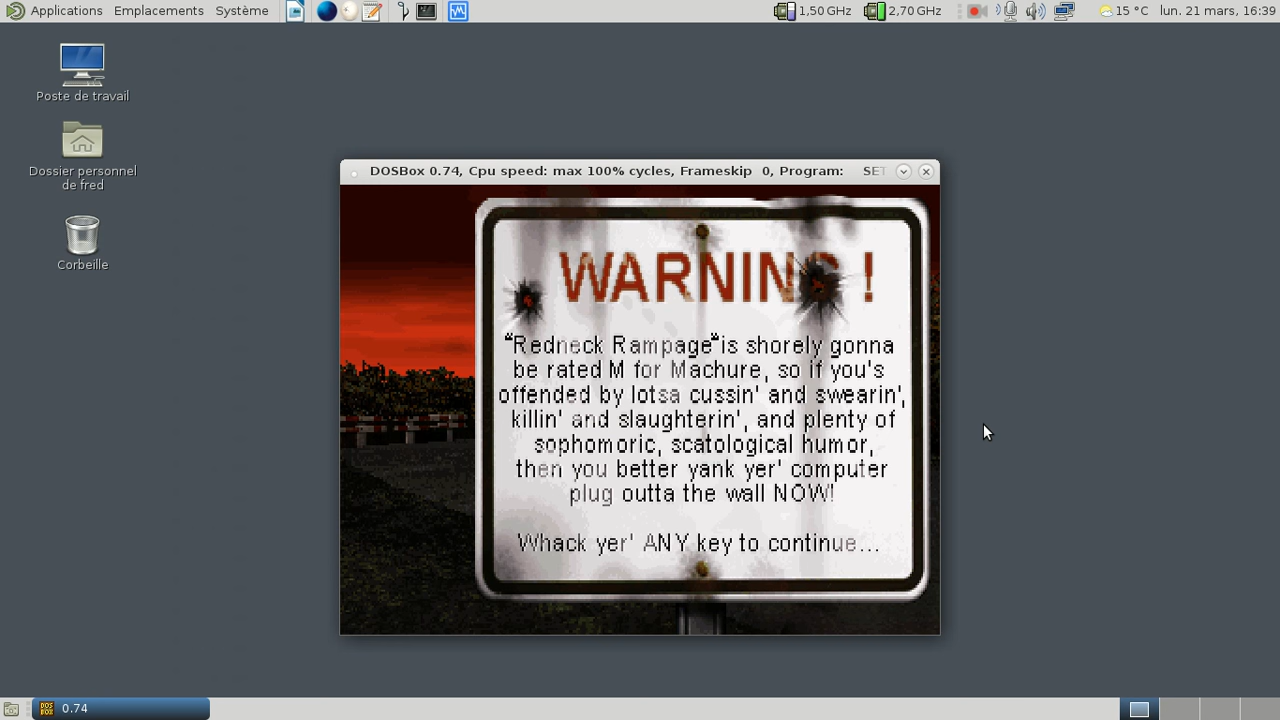 Applications Emplacements Système 1,50 GHz 2,70 GHz 15 °C lun. 21 mars, 16:39
Poste de travail
Dossier personnel
de fred
Corbeille
DOSBox 0.74, Cpu speed: max 100% cycles, Frameskip 0, Program: SET
WARNING !
“Redneck Rampage” is shorely gonna
be rated M for Machure, so if you's
offended by lotsa cussin' and swearin',
killin' and slaughterin', and plenty of
sophomoric, scatological humor,
then you better yank yer' computer
plug outta the wall NOW!
Whack yer' ANY key to continue...
DOS
BOX
0.74